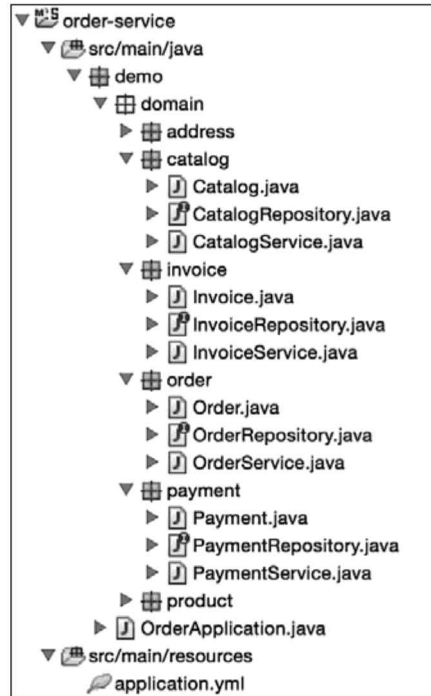 order-service
src/main/java
demo
domain
address
catalog
Catalog.java
CatalogRepository.java
CatalogService.java
invoice
Invoice.java
InvoiceRepository.java
InvoiceService.java
order
Order.java
OrderRepository.java
OrderService.java
payment
Payment.java
PaymentRepository.java
PaymentService.java
product
OrderApplication.java
src/main/resources
application.yml